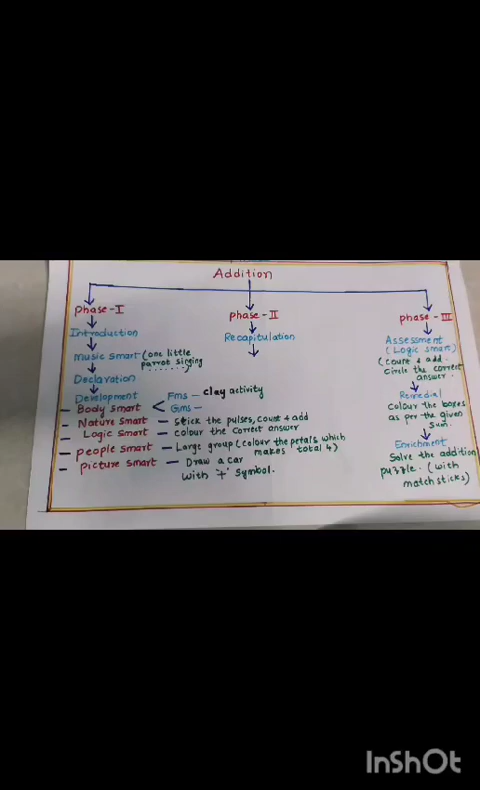 Addition
phase-I
Introduction
Music smart (one little
parrot singing
Declaration
Development
- Body smart < Fms - clay activity
Gms -
- Nature smart - stick the pulses, count + add
- Logic smart - colour the correct answer
- people smart - Large group (colour the petals which
makes total 4)
- picture smart - Draw a car
with '+' symbol.
phase-II
Recapitulation
phase-III
Assessment
(Logic smart)
(count + add
circle the correct
answer.
Remedial
Colour the boxes
as per the given
sum.
Enrichment
Solve the addition
puzzle. (with
match sticks)
InShOt